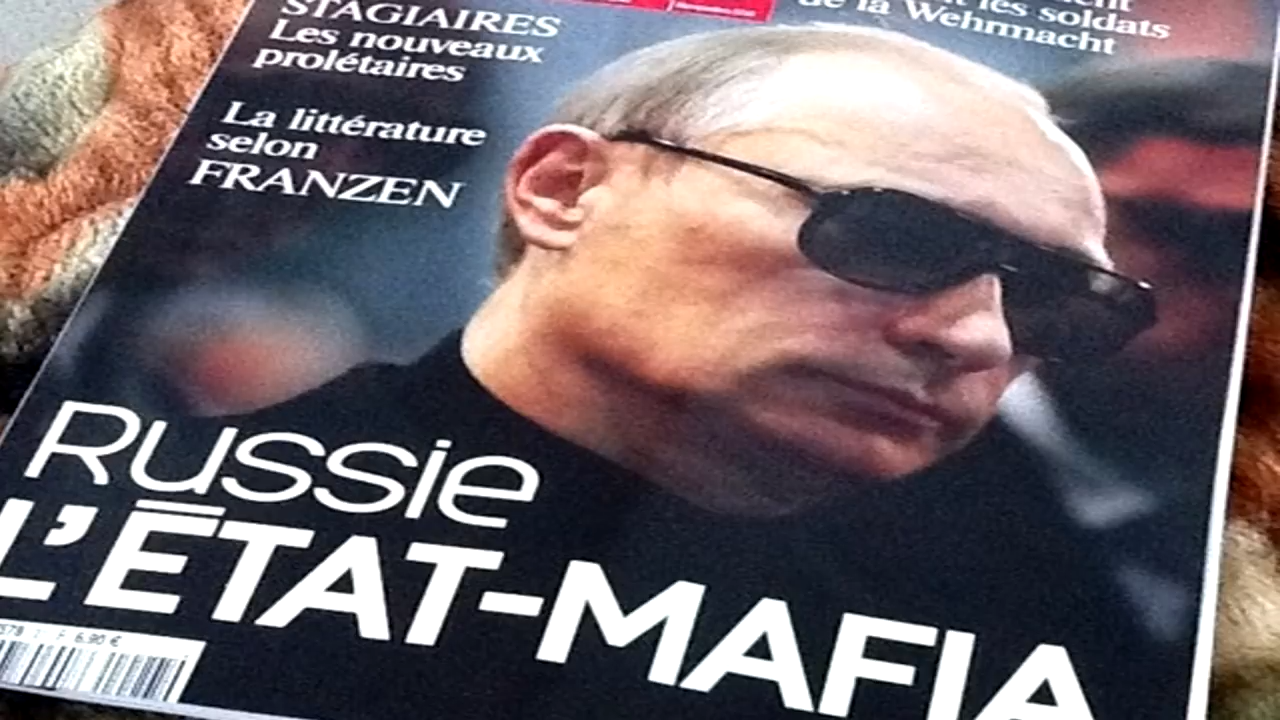 STAGIAIRES
Les nouveaux
prolétaires
les soldats
de la Wehrmacht
La littérature
selon
FRANZEN
Russie
L'ÉTAT-MAFIA
6,90 €